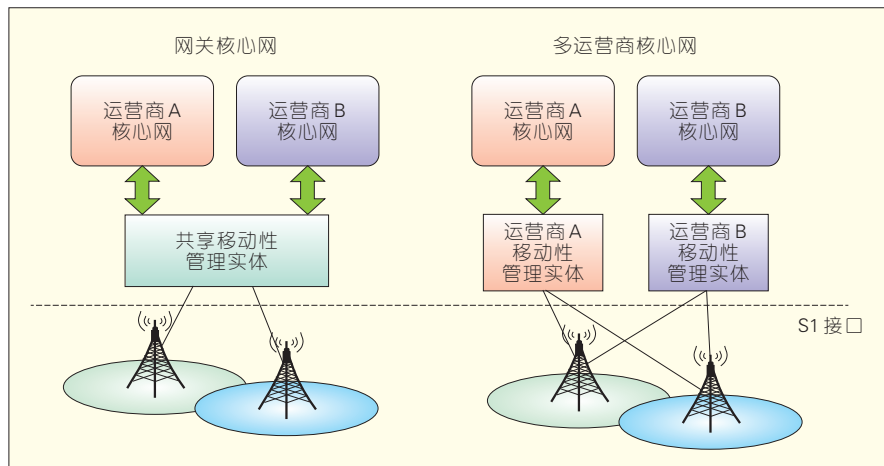 网关核心网
多运营商核心网
运营商A
核心网
运营商B
核心网
运营商A
核心网
运营商B
核心网
共享移动性
管理实体
运营商A
移动性
管理实体
运营商B
移动性
管理实体
S1接口